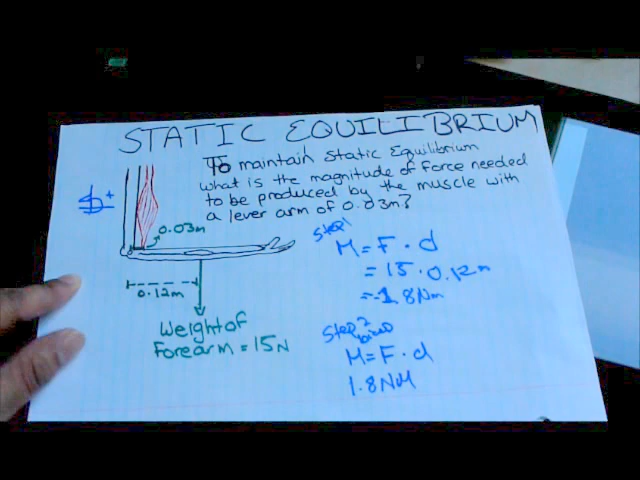 STATIC EQUILIBRIUM
To maintain static Equilibrium
what is the magnitude of force needed
to be produced by the muscle with
a lever arm of 0.03m?
+
0.03m
0.12m
Weight of
Forearm = 15N
Step 1
M = F · d
= 15 · 0.12m
= -1.8Nm
Step 2
M = F · d
1.8NM